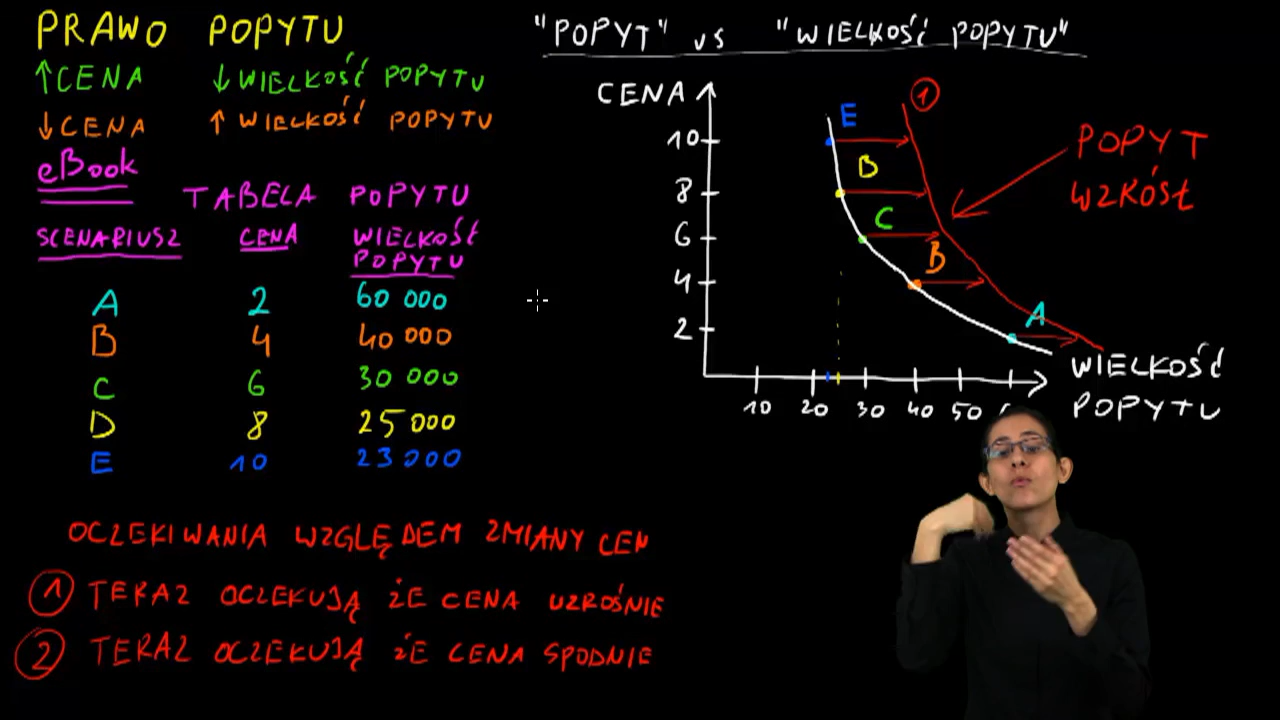 PRAWO POPYTU
↑CENA ↓WIELKOŚĆ POPYTU
↓CENA ↑ WIELKOŚĆ POPYTU
eBook
TABELA POPYTU
SCENARIUSZ CENA WIELKOŚĆ POPYTU
A 2 60 000
B 4 40 000
C 6 30 000
D 8 25 000
E 10 23 000
OCZEKIWANIA WZGLĘDEM ZMIANY CEN
1 TERAZ OCZEKUJĄ ŻE CENA WZROŚNIE
2 TERAZ OCZEKUJĄ ŻE CENA SPADNIE
"POPYT" vs "WIELKOŚĆ POPYTU"
CENA
1
E
10
B
8
C
6
B
4
A
2
POPYT
WZRÓSŁ
WIELKOŚĆ
POPYTU
10 20 30 40 50